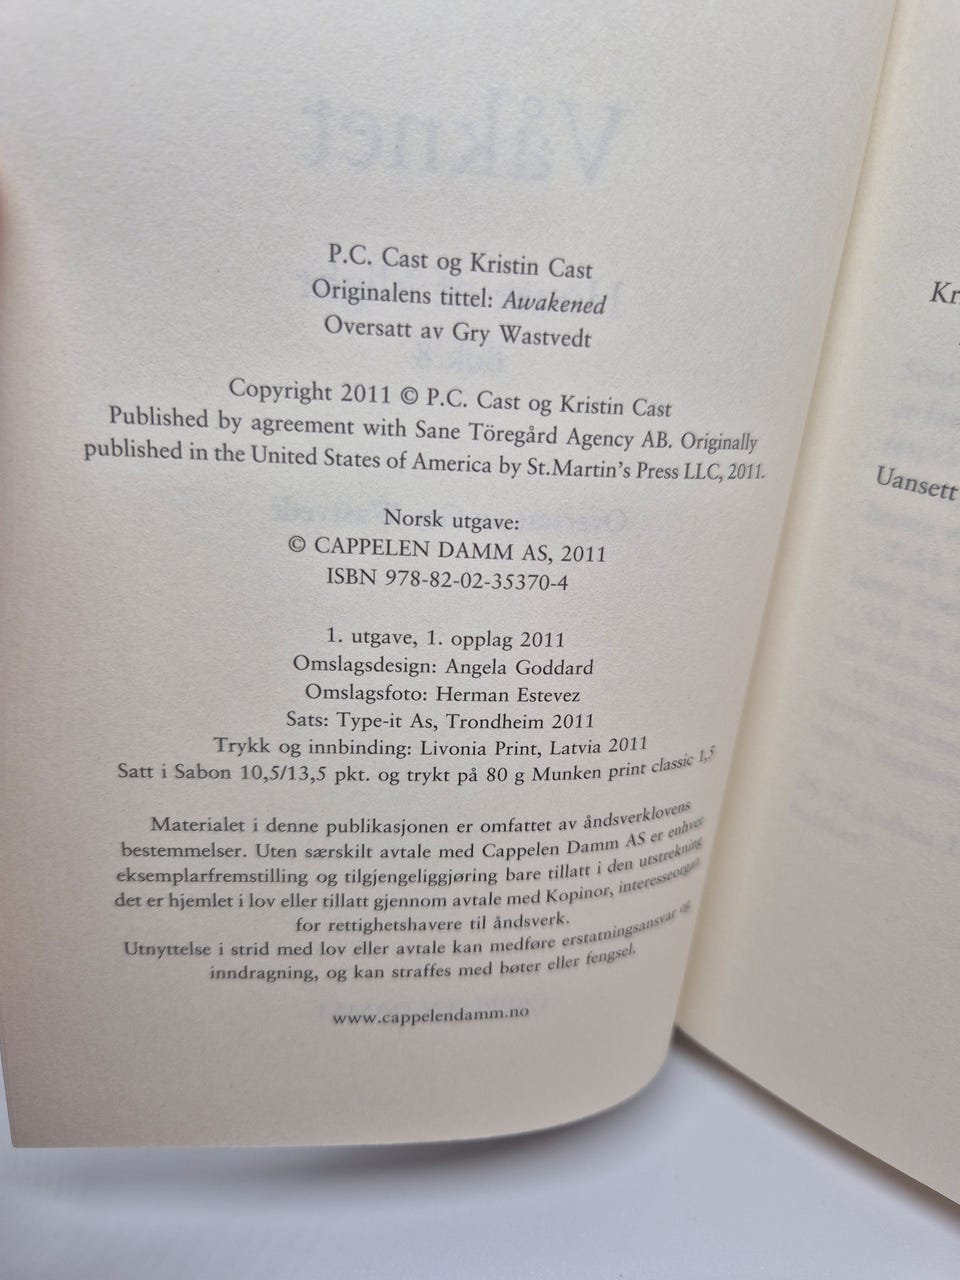 P.C. Cast og Kristin Cast
Originalens tittel: Awakened
Oversatt av Gry Wastvedt
Copyright 2011 © P.C. Cast og Kristin Cast
Published by agreement with Sane Töregård Agency AB. Originally
published in the United States of America by St.Martin's Press LLC, 2011.
Norsk utgave:
© CAPPELEN DAMM AS, 2011
ISBN 978-82-02-35370-4
1. utgave, 1. opplag 2011
Omslagsdesign: Angela Goddard
Omslagsfoto: Herman Estevez
Sats: Type-it As, Trondheim 2011
Trykk og innbinding: Livonia Print, Latvia 2011
Satt i Sabon 10,5/13,5 pkt. og trykt på 80 g Munken print classic 1,5
Materialet i denne publikasjonen er omfattet av åndsverklovens
bestemmelser. Uten særskilt avtale med Cappelen Damm AS er enhver
eksemplarfremstilling og tilgjengeliggjøring bare tillatt i den utstrekning
det er hjemlet i lov eller tillatt gjennom avtale med Kopinor, interesseorgan
for rettighetshavere til åndsverk.
Utnyttelse i strid med lov eller avtale kan medføre erstatningsansvar og
inndragning, og kan straffes med bøter eller fengsel.
www.cappelendamm.no
Kr
Uansett